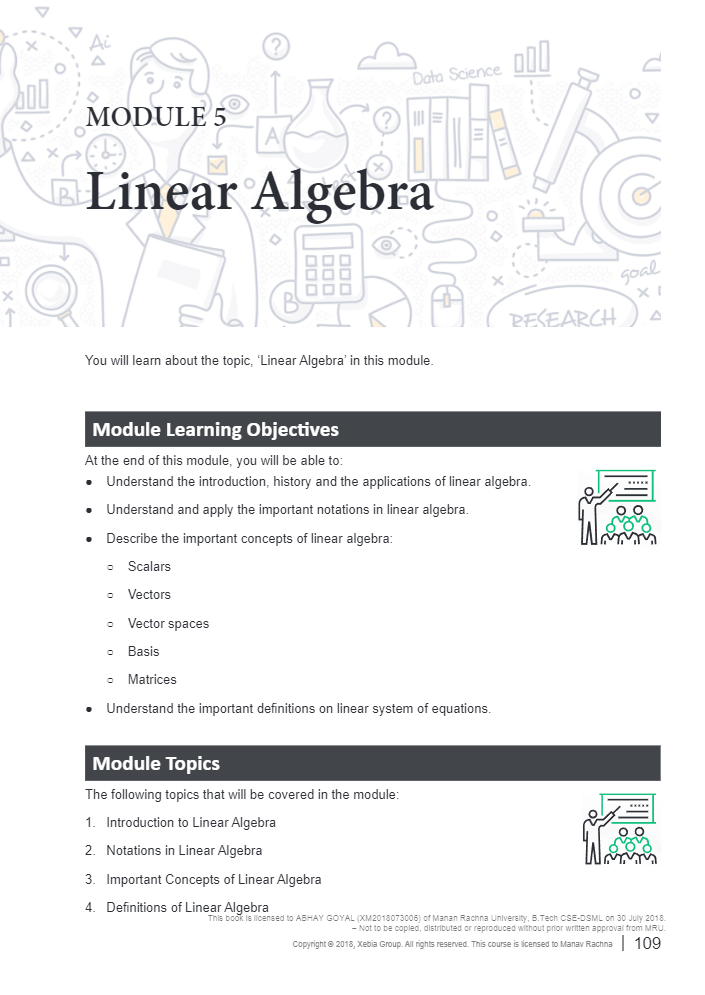 Ai
?
Data Science
MODULE 5
A
?
B
Linear Algebra
goal
B
RESEARCH
You will learn about the topic, ‘Linear Algebra’ in this module.
Module Learning Objectives
At the end of this module, you will be able to:
● Understand the introduction, history and the applications of linear algebra.
● Understand and apply the important notations in linear algebra.
● Describe the important concepts of linear algebra:
○ Scalars
○ Vectors
○ Vector spaces
○ Basis
○ Matrices
● Understand the important definitions on linear system of equations.
Module Topics
The following topics that will be covered in the module:
1. Introduction to Linear Algebra
2. Notations in Linear Algebra
3. Important Concepts of Linear Algebra
4. Definitions of Linear Algebra
This book is licensed to ABHAY GOYAL (XM2018073006) of Manan Rachna University, B.Tech CSE-DSML on 30 July 2018.
– Not to be copied, distributed or reproduced without prior written approval from MRU.
Copyright © 2018, Xebia Group. All rights reserved. This course is licensed to Manav Rachna | 109